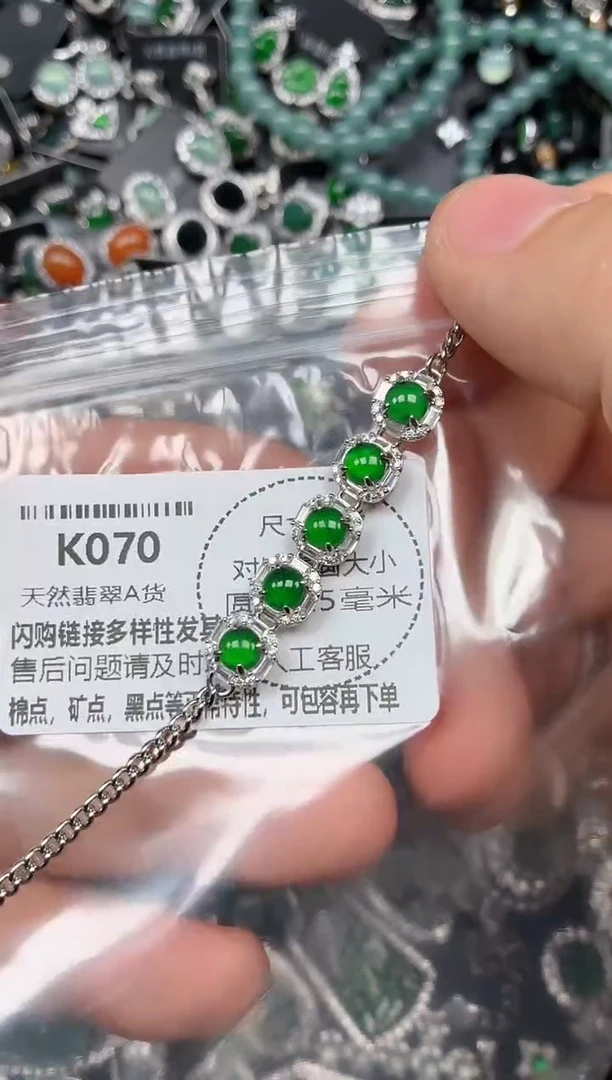 K070
天然翡翠A货
尺
对 大小
5毫米
闪购链接多样性发
售后问题请及时 人工客服
棉点，矿点，黑点等 特性，可包容再下单